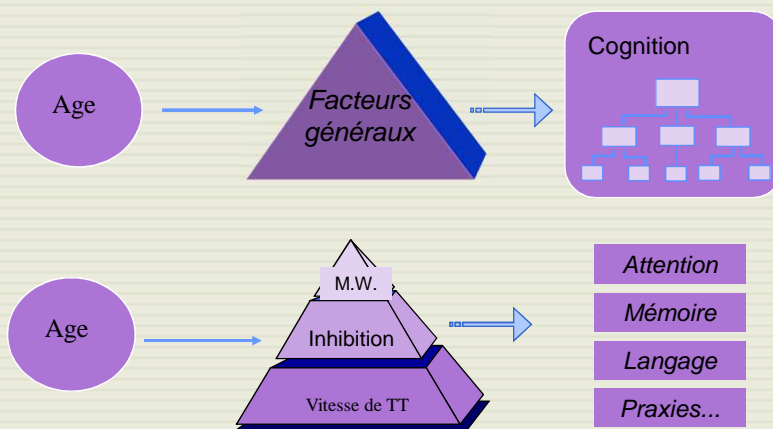 Age
Facteurs
généraux
Cognition
Age
M.W.
Inhibition
Vitesse de TT
Attention
Mémoire
Langage
Praxies...